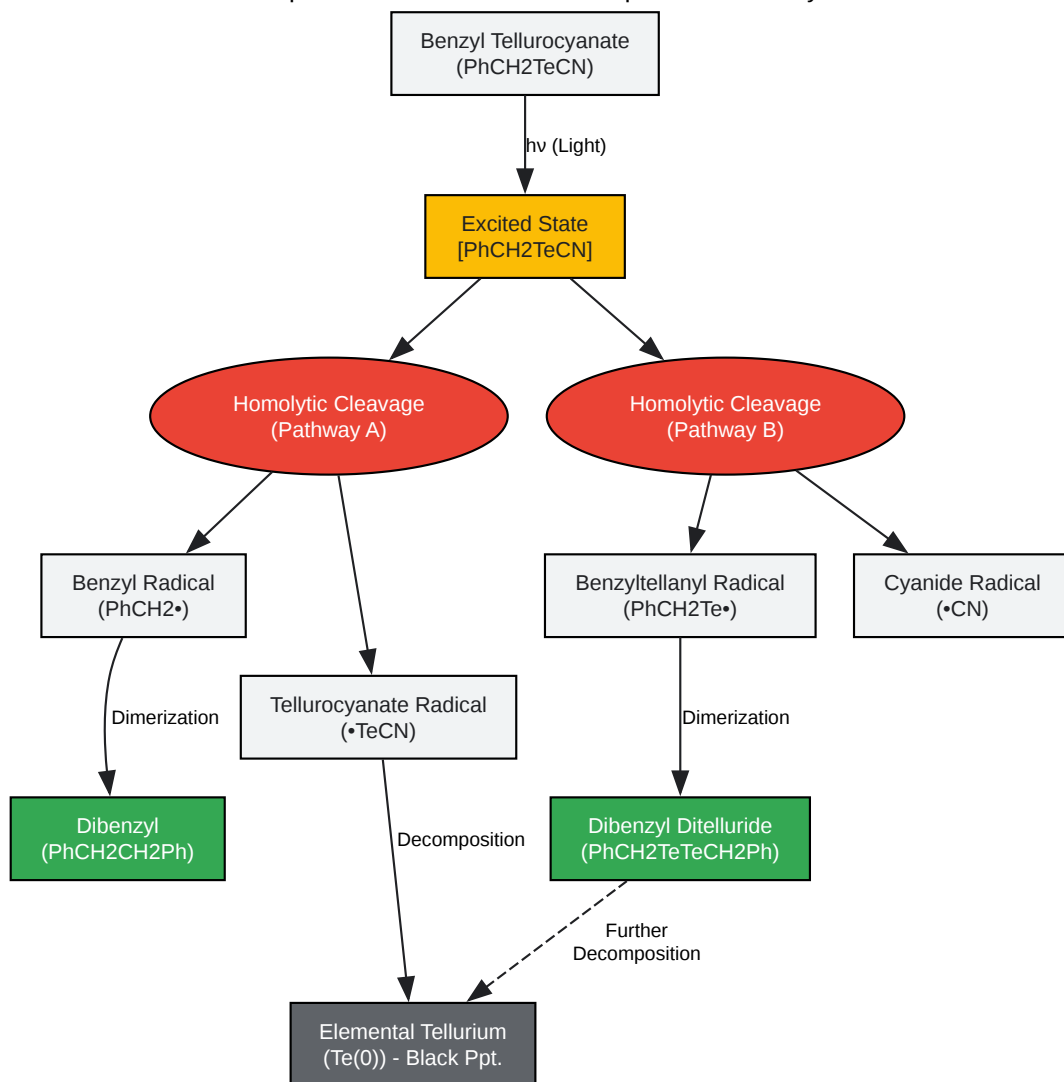 Benzyl Tellurocyanate
(PhCH2TeCN)
hν (Light)
Excited State
[PhCH2TeCN]
Homolytic Cleavage
(Pathway A)
Homolytic Cleavage
(Pathway B)
Benzyl Radical
(PhCH2•)
Benzyltellanyl Radical
(PhCH2Te•)
Cyanide Radical
(•CN)
Tellurocyanate Radical
(•TeCN)
Dimerization
Dimerization
Dibenzyl
(PhCH2CH2Ph)
Decomposition
Dibenzyl Ditelluride
(PhCH2TeTeCH2Ph)
Further
Decomposition
Elemental Tellurium
(Te(0)) - Black Ppt.